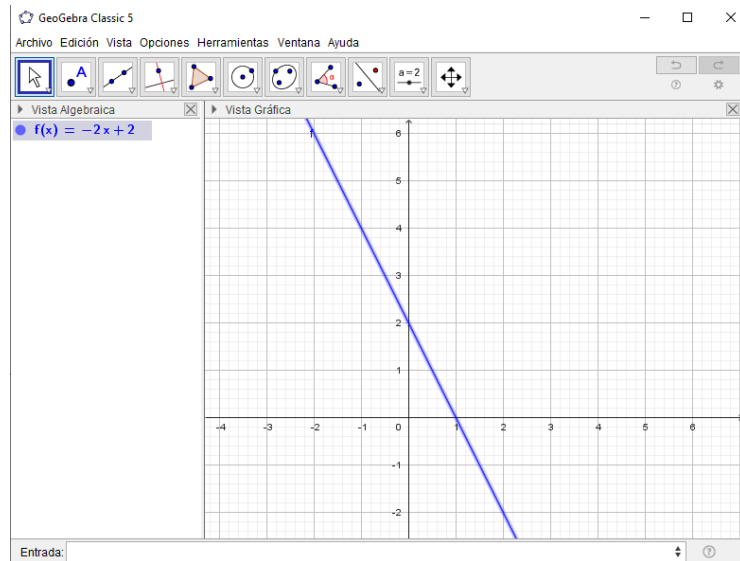 GeoGebra Classic 5
Archivo Edición Vista Opciones Herramientas Ventana Ayuda
A
α
a=2
Vista Algebraica
Vista Gráfica
f(x) = −2x + 2
f
6
5
4
3
2
1
-4 -3 -2 -1 0 1 2 3 4 5 6
-1
-2
Entrada: